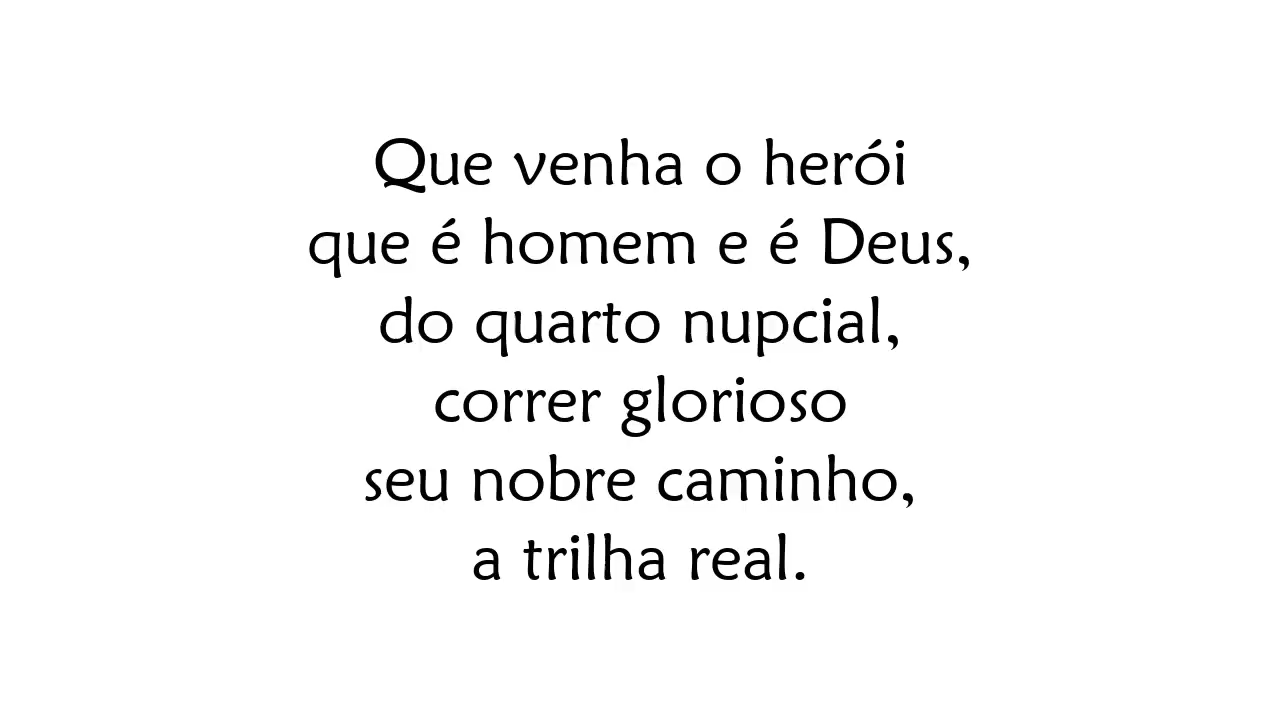 Que venha o herói
que é homem e é Deus,
do quarto nupcial,
correr glorioso
seu nobre caminho,
a trilha real.